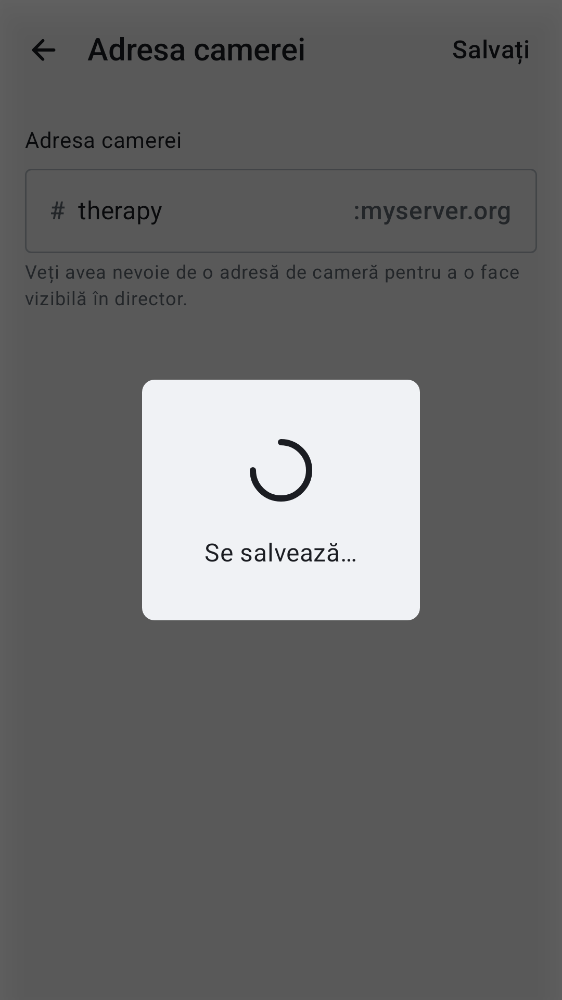 Adresa camerei
Salvați
Adresa camerei
# therapy :myserver.org
Veți avea nevoie de o adresă de cameră pentru a o face
vizibilă în director.
Se salvează…